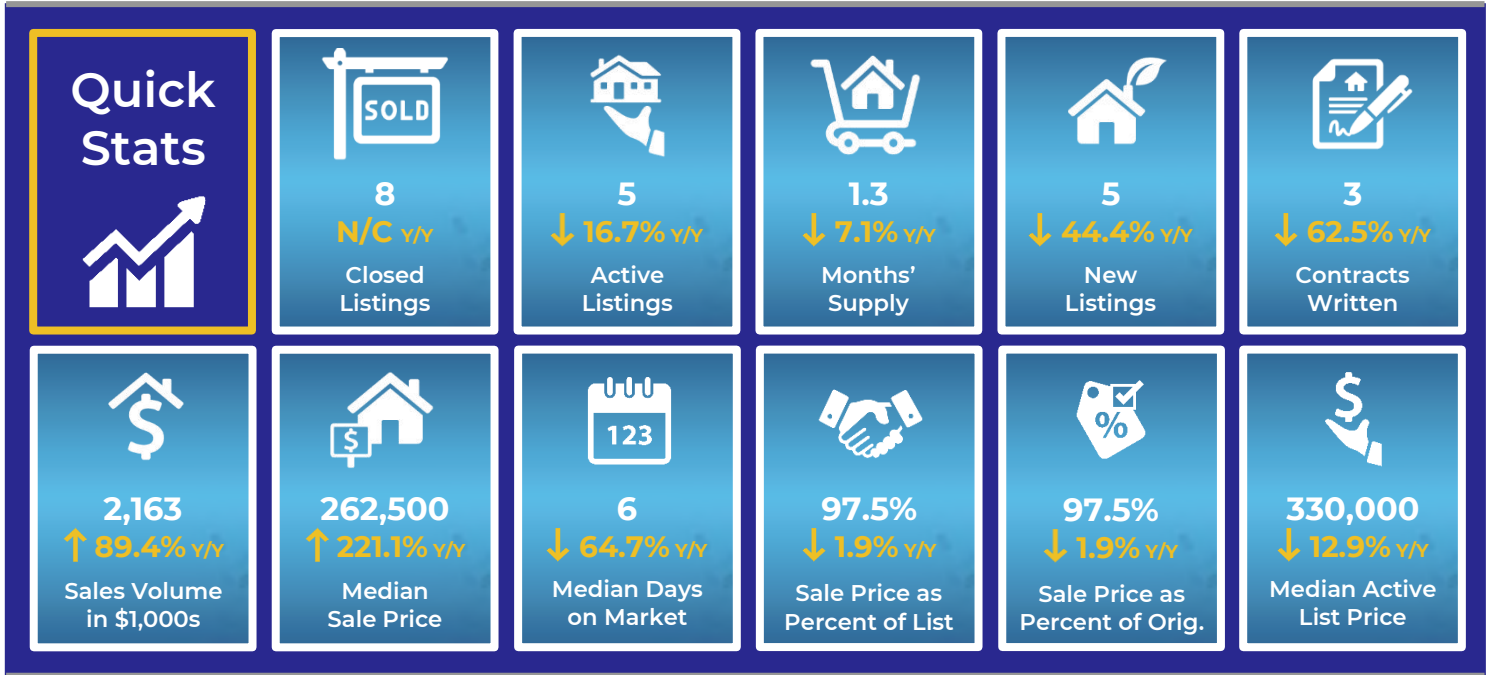 Quick
Stats
SOLD
8
N/C Y/Y
Closed
Listings
5
↓ 16.7% Y/Y
Active
Listings
1.3
↓ 7.1% Y/Y
Months’
Supply
5
↓ 44.4% Y/Y
New
Listings
3
↓ 62.5% Y/Y
Contracts
Written
$
2,163
↑ 89.4% Y/Y
Sales Volume
in $1,000s
$
262,500
↑ 221.1% Y/Y
Median
Sale Price
123
6
↓ 64.7% Y/Y
Median Days
on Market
97.5%
↓ 1.9% Y/Y
Sale Price as
Percent of List
%
97.5%
↓ 1.9% Y/Y
Sale Price as
Percent of Orig.
$
330,000
↓ 12.9% Y/Y
Median Active
List Price